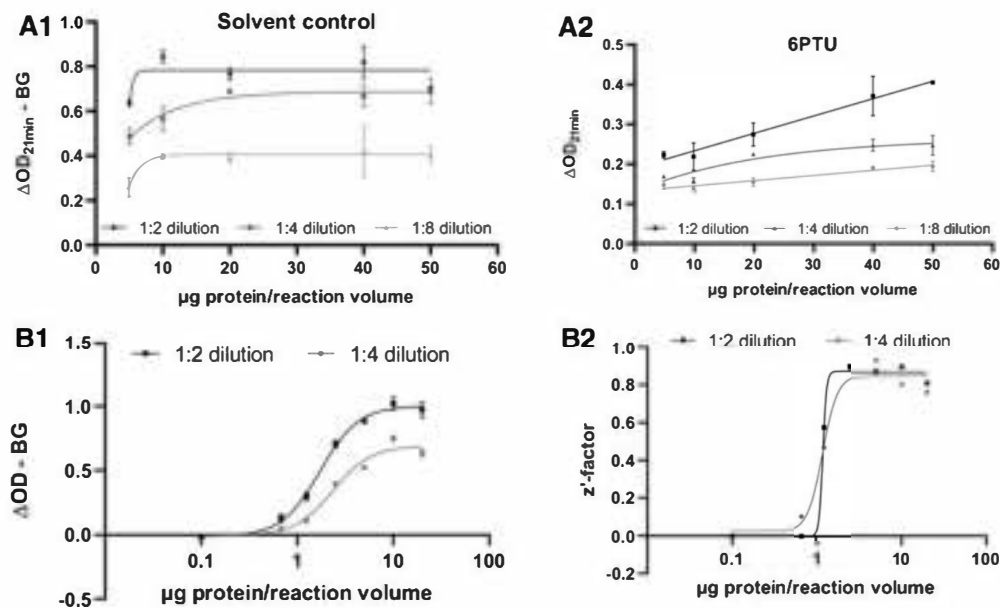 A1
Solvent control
ΔOD21min - BG
1.0
0.8
0.6
0.4
0.2
0.0
1:2 dilution 1:4 dilution 1:8 dilution
0 10 20 30 40 50 60
µg protein/reaction volume
A2
6PTU
ΔOD21min
0.5
0.4
0.3
0.2
0.1
0.0
1:2 dilution 1:4 dilution 1:8 dilution
0 10 20 30 40 50 60
µg protein/reaction volume
B1
1:2 dilution 1:4 dilution
ΔOD - BG
1.5
1.0
0.5
0.0
-0.5
0.1 1 10 100
µg protein/reaction volume
B2
1:2 dilution 1:4 dilution
z'-factor
1.0
0.8
0.6
0.4
0.2
0.0
-0.2
0.1 1 10 100
µg protein/reaction volume